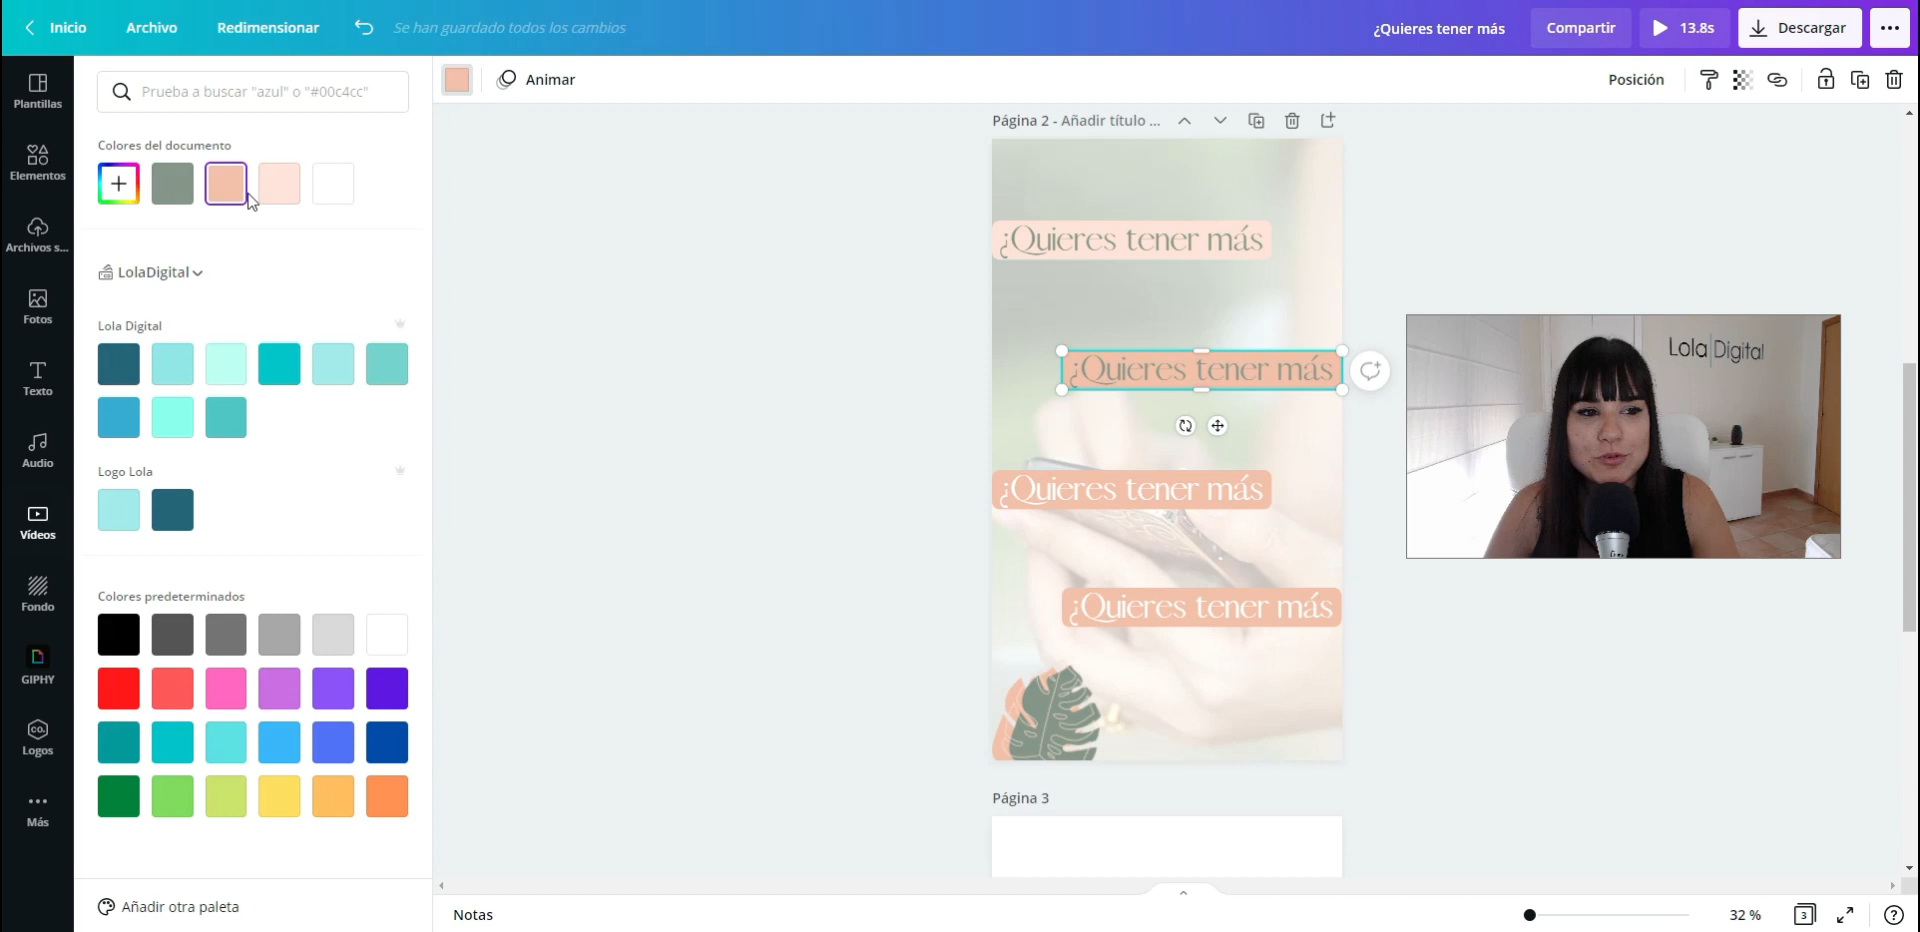 Inicio
Archivo
Redimensionar
Se han guardado todos los cambios
¿Quieres tener más
Compartir
13.8s
Descargar
Plantillas
Elementos
Archivos s...
Fotos
Texto
Audio
Vídeos
Fondo
GIPHY
CO.
Logos
Más
Prueba a buscar "azul" o "#00c4cc"
Colores del documento
LolaDigital
Lola Digital
Logo Lola
Colores predeterminados
Añadir otra paleta
Animar
Posición
Página 2 - Añadir título ...
¿Quieres tener más
¿Quieres tener más
¿Quieres tener más
¿Quieres tener más
Página 3
Lola Digital
Notas
32 %
3
?